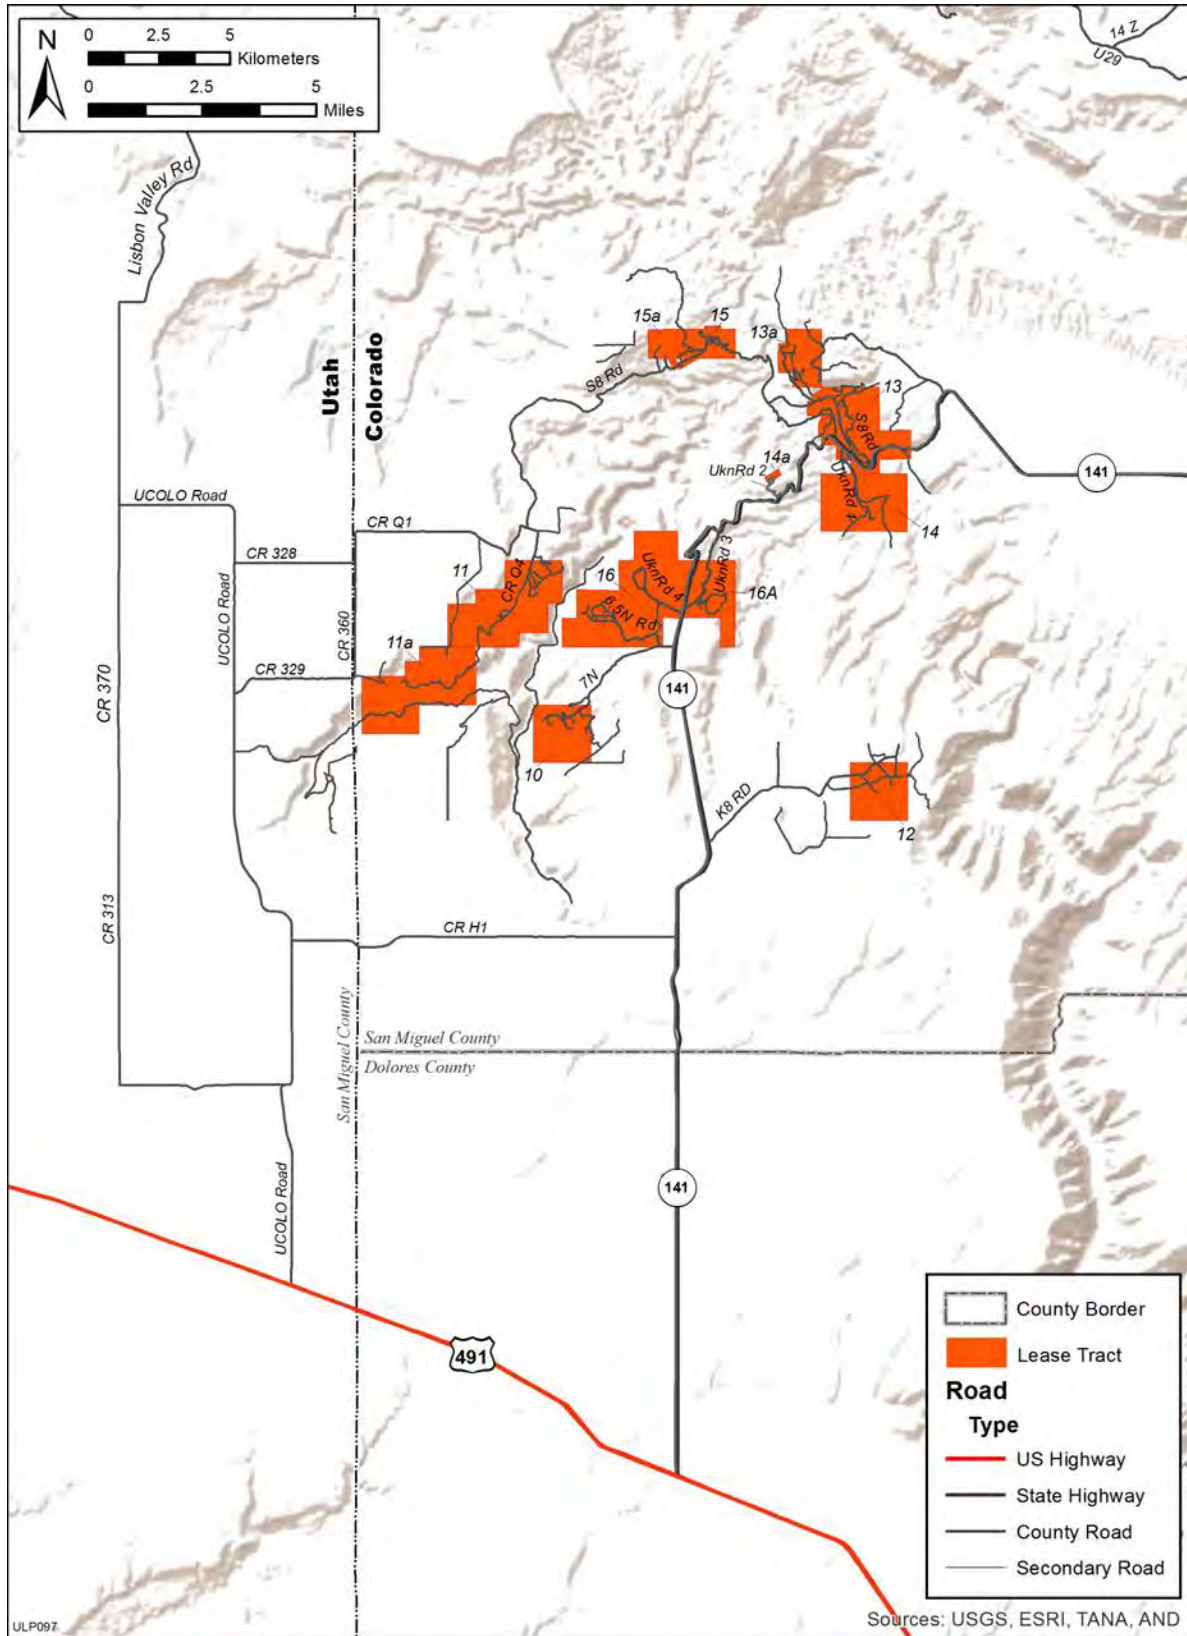 N
0 2.5 5
Kilometers
0 2.5 5
Miles
14 Z
U29
Lisbon Valley Rd
Utah
Colorado
15a
15
13a
13
S8 Rd
S8 Rd
14a
UknRd 2
UknRd 1
14
141
UCOLO Road
CR Q1
CR 328
11
CR Q4
16
UknRd 4
UknRd 3
16A
6.5N Rd
UCOLO Road
CR 360
11a
CR 329
CR 370
7N
141
10
K8 RD
12
CR 313
CR H1
San Miguel County
San Miguel County
Dolores County
UCOLO Road
141
491
County Border
Lease Tract
Road
Type
US Highway
State Highway
County Road
Secondary Road
ULP097
Sources: USGS, ESRI, TANA, AND